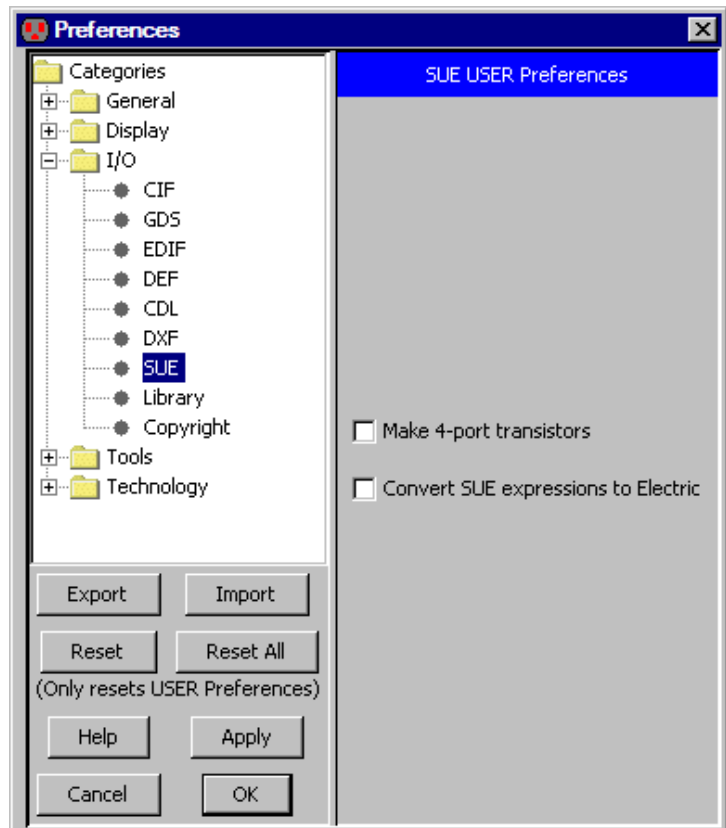 Preferences
Categories
General
Display
I/O
CIF
GDS
EDIF
DEF
CDL
DXF
SUE
Library
Copyright
Tools
Technology
Export Import
Reset Reset All
(Only resets USER Preferences)
Help Apply
Cancel OK
SUE USER Preferences
Make 4-port transistors
Convert SUE expressions to Electric